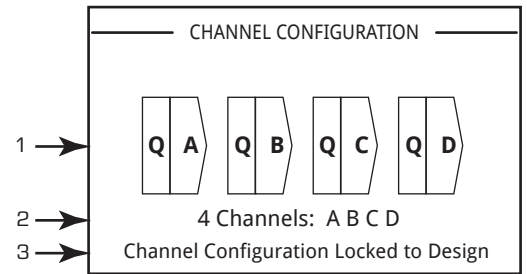 CHANNEL CONFIGURATION
1 Q A Q B Q C Q D
2 4 Channels: A B C D
3 Channel Configuration Locked to Design